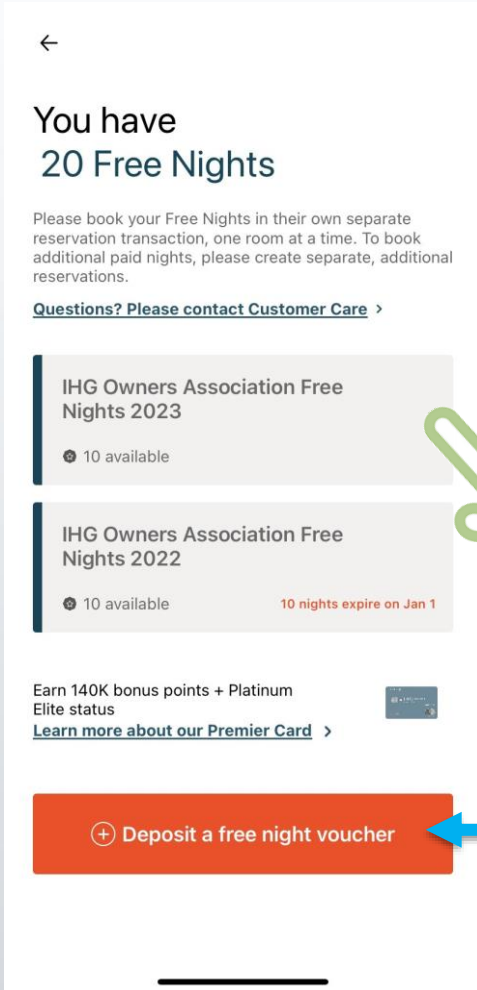 You have
20 Free Nights
Please book your Free Nights in their own separate
reservation transaction, one room at a time. To book
additional paid nights, please create separate, additional
reservations.
Questions? Please contact Customer Care >
IHG Owners Association Free
Nights 2023
10 available
IHG Owners Association Free
Nights 2022
10 available 10 nights expire on Jan 1
Earn 140K bonus points + Platinum
Elite status
Learn more about our Premier Card >
Deposit a free night voucher